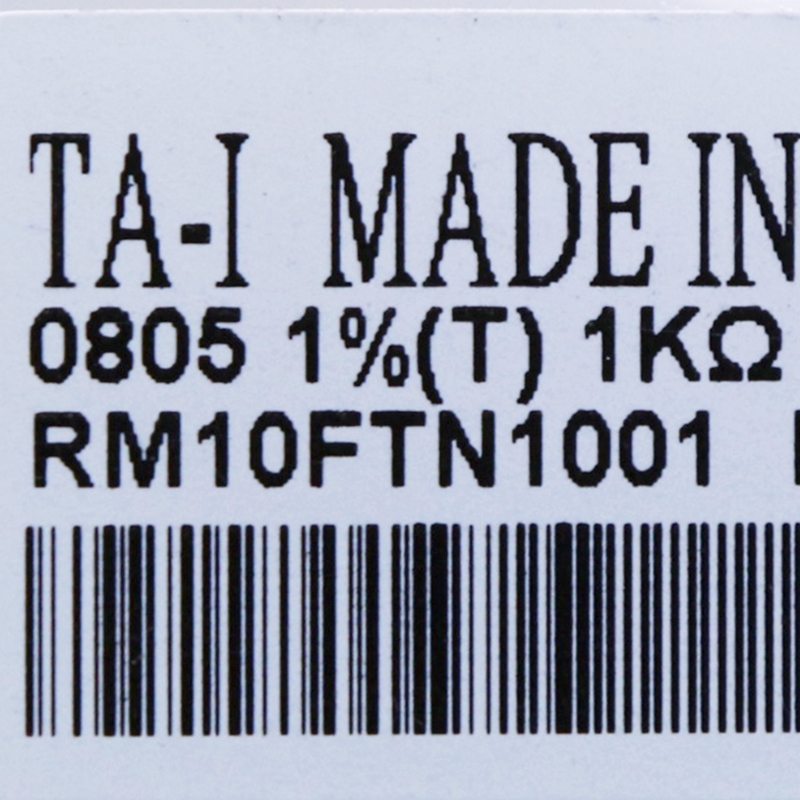 TA-I MADE IN
0805 1%(T) 1KΩ
RM10FTN1001